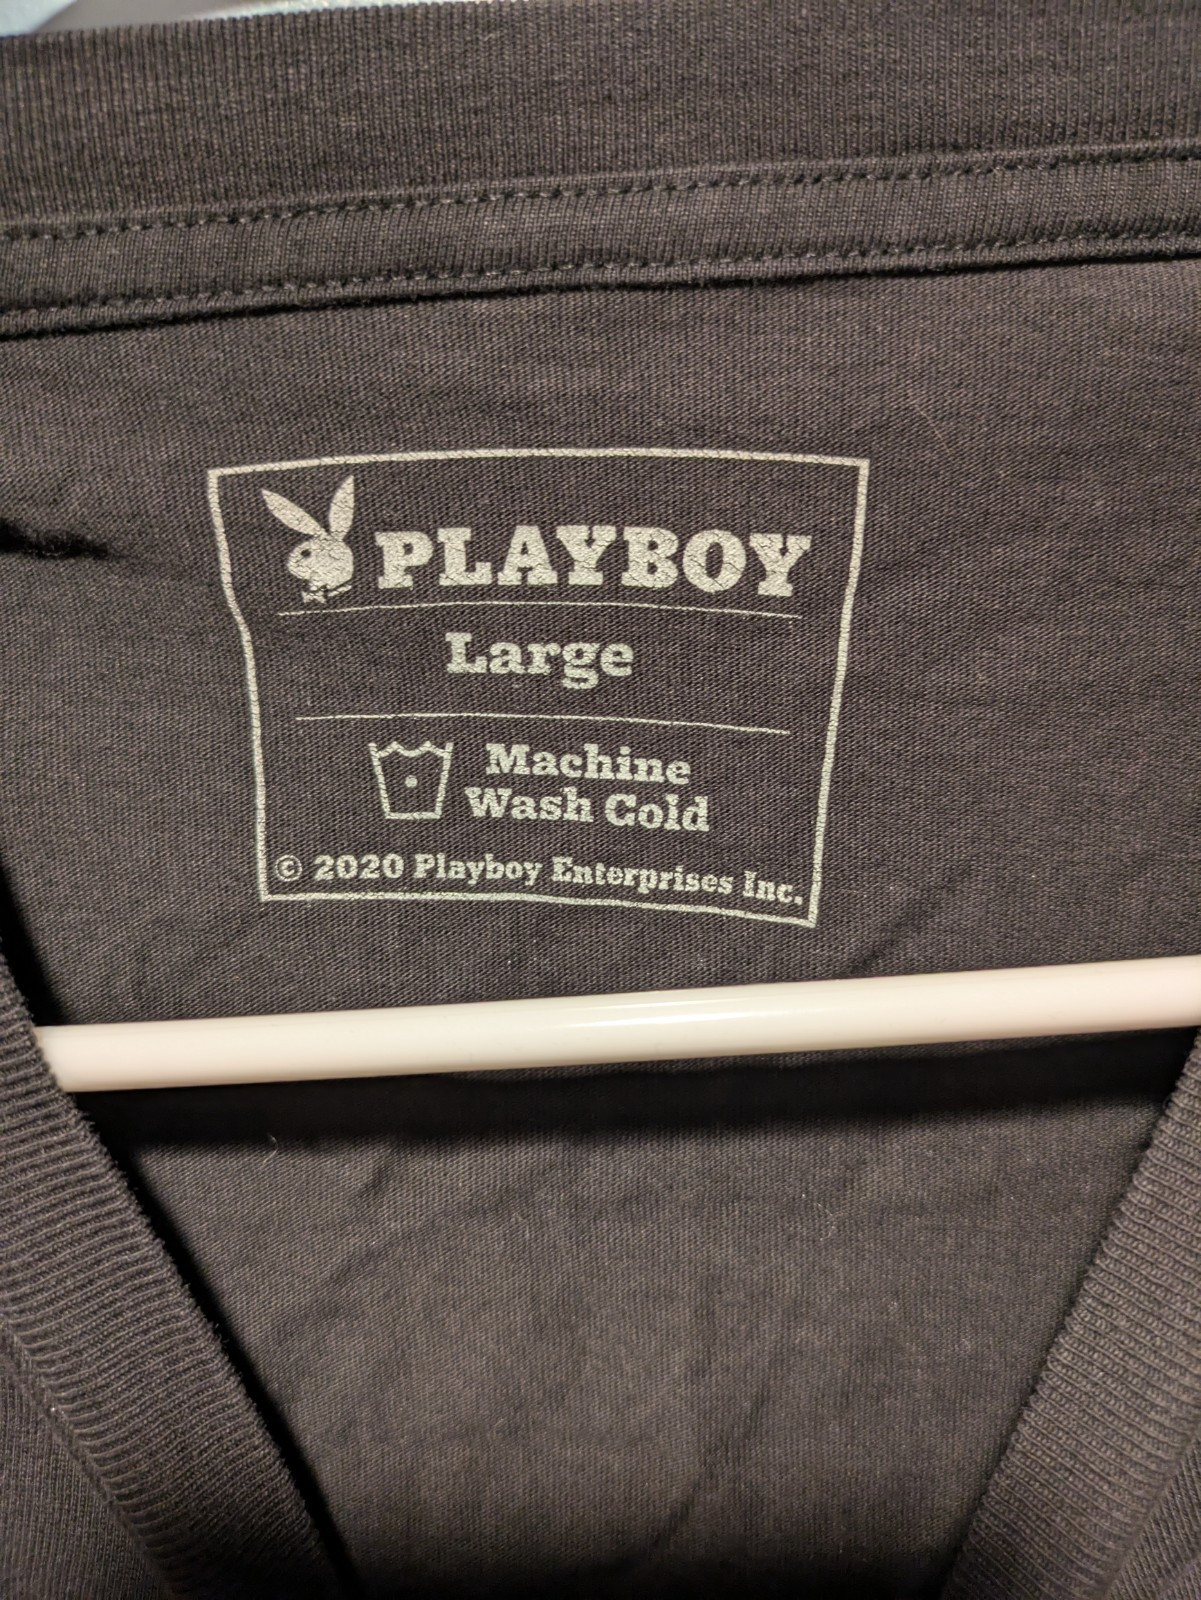 PLAYBOY
Large
Machine
Wash Cold
© 2020 Playboy Enterprises Inc.